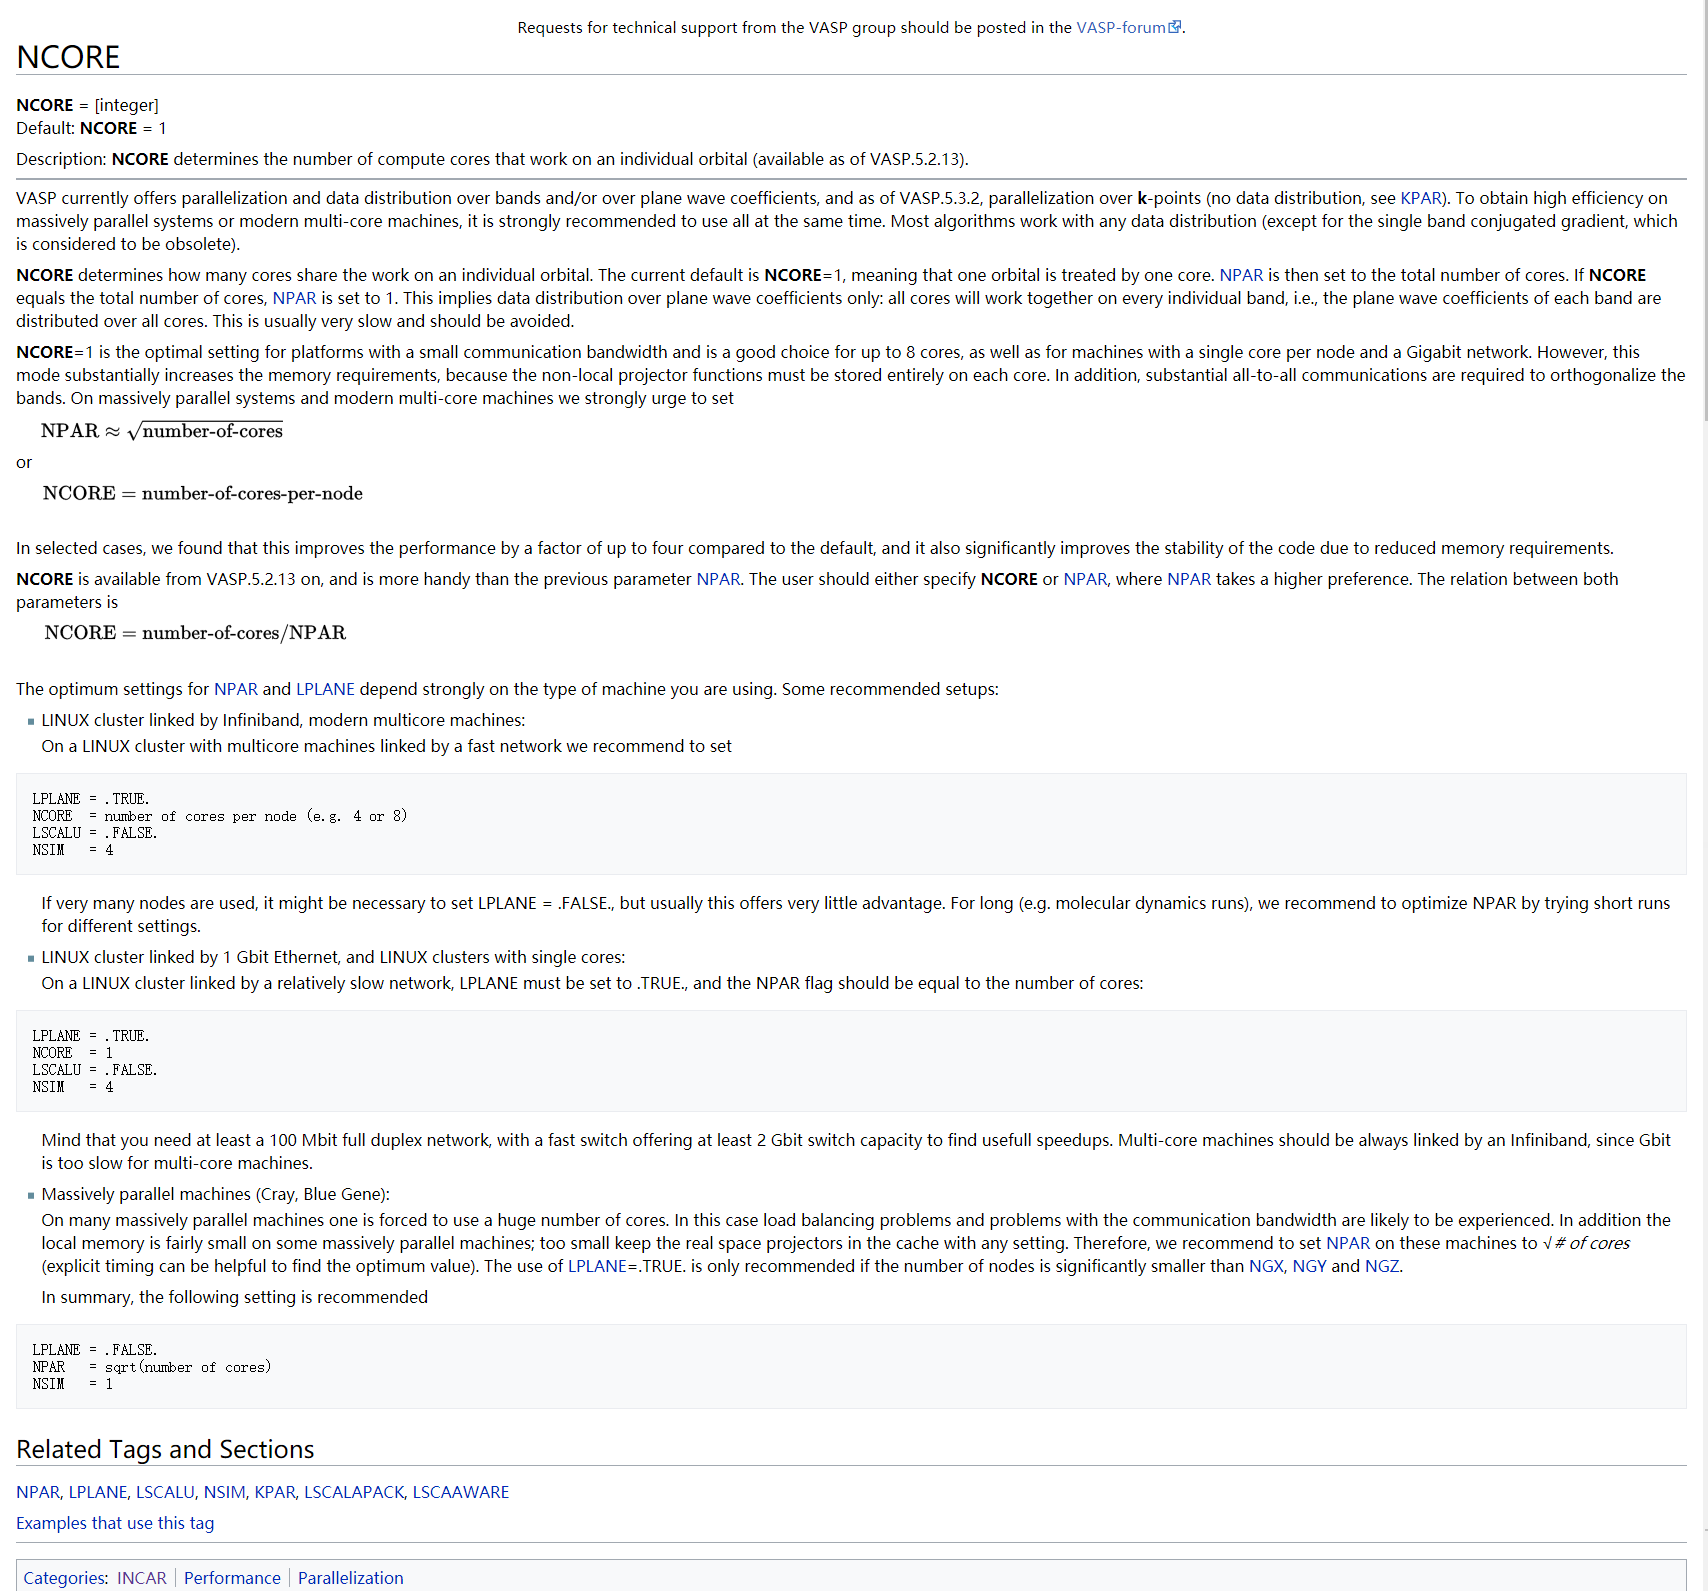 Requests for technical support from the VASP group should be posted in the VASP-forum.
NCORE
NCORE = [integer]
Default: NCORE = 1
Description: NCORE determines the number of compute cores that work on an individual orbital (available as of VASP.5.2.13).
VASP currently offers parallelization and data distribution over bands and/or over plane wave coefficients, and as of VASP.5.3.2, parallelization over k-points (no data distribution, see KPAR). To obtain high efficiency on
massively parallel systems or modern multi-core machines, it is strongly recommended to use all at the same time. Most algorithms work with any data distribution (except for the single band conjugated gradient, which
is considered to be obsolete).
NCORE determines how many cores share the work on an individual orbital. The current default is NCORE=1, meaning that one orbital is treated by one core. NPAR is then set to the total number of cores. If NCORE
equals the total number of cores, NPAR is set to 1. This implies data distribution over plane wave coefficients only: all cores will work together on every individual band, i.e., the plane wave coefficients of each band are
distributed over all cores. This is usually very slow and should be avoided.
NCORE=1 is the optimal setting for platforms with a small communication bandwidth and is a good choice for up to 8 cores, as well as for machines with a single core per node and a Gigabit network. However, this
mode substantially increases the memory requirements, because the non-local projector functions must be stored entirely on each core. In addition, substantial all-to-all communications are required to orthogonalize the
bands. On massively parallel systems and modern multi-core machines we strongly urge to set
NPAR ≈ √number-of-cores
or
NCORE = number-of-cores-per-node
In selected cases, we found that this improves the performance by a factor of up to four compared to the default, and it also significantly improves the stability of the code due to reduced memory requirements.
NCORE is available from VASP.5.2.13 on, and is more handy than the previous parameter NPAR. The user should either specify NCORE or NPAR, where NPAR takes a higher preference. The relation between both
parameters is
NCORE = number-of-cores/NPAR
The optimum settings for NPAR and LPLANE depend strongly on the type of machine you are using. Some recommended setups:
▪ LINUX cluster linked by Infiniband, modern multicore machines:
On a LINUX cluster with multicore machines linked by a fast network we recommend to set
LPLANE = .TRUE.
NCORE  = number of cores per node (e.g. 4 or 8)
LSCALU = .FALSE.
NSIM   = 4
If very many nodes are used, it might be necessary to set LPLANE = .FALSE., but usually this offers very little advantage. For long (e.g. molecular dynamics runs), we recommend to optimize NPAR by trying short runs
for different settings.
▪ LINUX cluster linked by 1 Gbit Ethernet, and LINUX clusters with single cores:
On a LINUX cluster linked by a relatively slow network, LPLANE must be set to .TRUE., and the NPAR flag should be equal to the number of cores:
LPLANE = .TRUE.
NCORE  = 1
LSCALU = .FALSE.
NSIM   = 4
Mind that you need at least a 100 Mbit full duplex network, with a fast switch offering at least 2 Gbit switch capacity to find usefull speedups. Multi-core machines should be always linked by an Infiniband, since Gbit
is too slow for multi-core machines.
▪ Massively parallel machines (Cray, Blue Gene):
On many massively parallel machines one is forced to use a huge number of cores. In this case load balancing problems and problems with the communication bandwidth are likely to be experienced. In addition the
local memory is fairly small on some massively parallel machines; too small keep the real space projectors in the cache with any setting. Therefore, we recommend to set NPAR on these machines to √ # of cores
(explicit timing can be helpful to find the optimum value). The use of LPLANE=.TRUE. is only recommended if the number of nodes is significantly smaller than NGX, NGY and NGZ.
In summary, the following setting is recommended
LPLANE = .FALSE.
NPAR   = sqrt(number of cores)
NSIM   = 1
Related Tags and Sections
NPAR, LPLANE, LSCALU, NSIM, KPAR, LSCALAPACK, LSCAAWARE
Examples that use this tag
Categories: INCAR | Performance | Parallelization